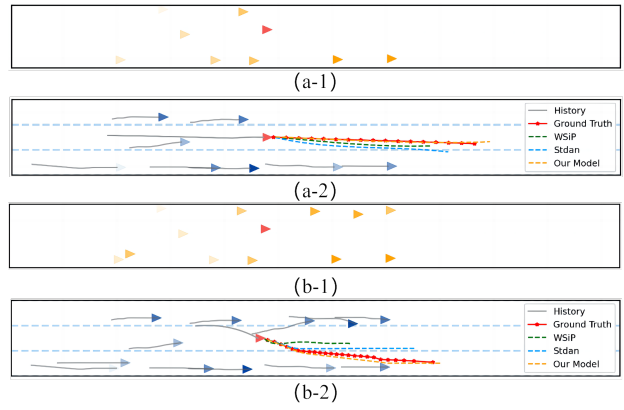 (a-1)
History
Ground Truth
WSiP
Stdan
Our Model
(a-2)
(b-1)
History
Ground Truth
WSiP
Stdan
Our Model
(b-2)